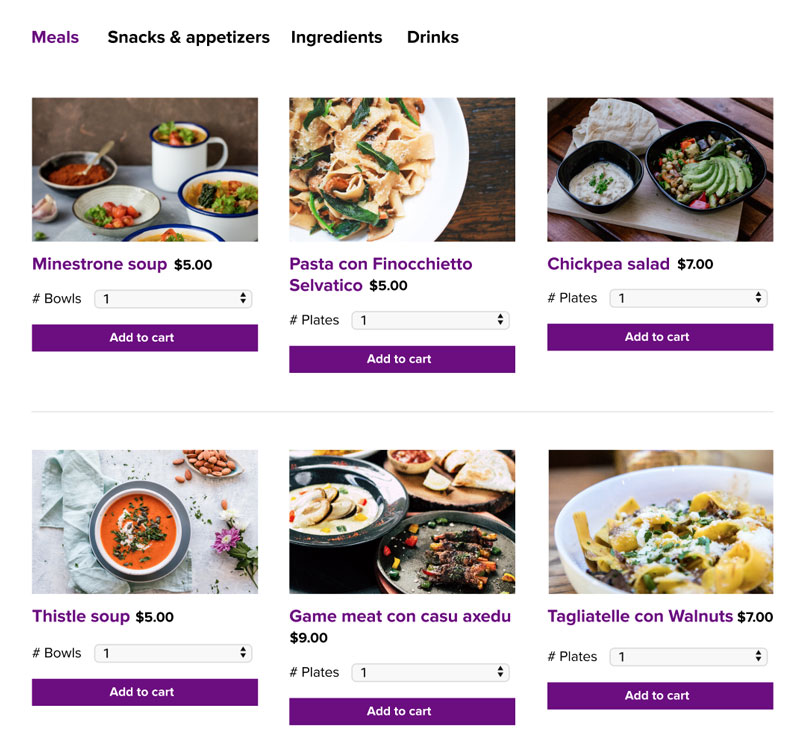 Meals Snacks & appetizers Ingredients Drinks
Minestrone soup $5.00
# Bowls 1
Add to cart
Pasta con Finocchietto
Selvatico $5.00
# Plates 1
Add to cart
Chickpea salad $7.00
# Plates 1
Add to cart
Thistle soup $5.00
# Bowls 1
Add to cart
Game meat con casu axedu
$9.00
# Plates 1
Add to cart
Tagliatelle con Walnuts $7.00
# Plates 1
Add to cart